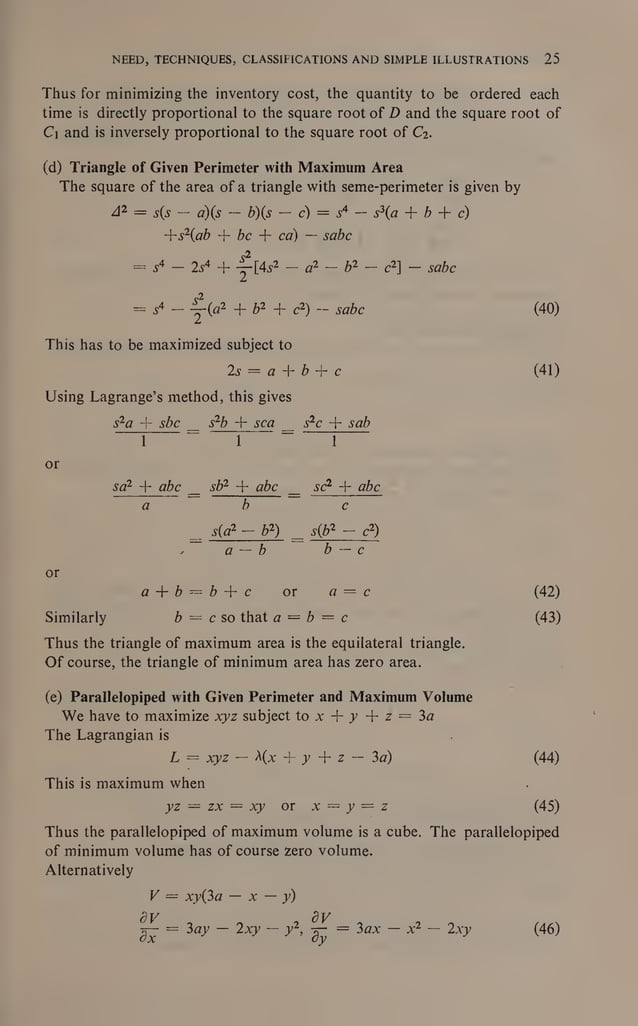 NEED, TECHNIQUES, CLASSIFICATIONS AND SIMPLE ILLUSTRATIONS 25
Thus for minimizing the inventory cost, the quantity to be ordered each
time is directly proportional to the square root of D and the square root of
C₁ and is inversely proportional to the square root of C₂.
(d) Triangle of Given Perimeter with Maximum Area
The square of the area of a triangle with seme-perimeter is given by
Δ² = s(s − a)(s − b)(s − c) = s⁴ − s³(a + b + c)
+s²(ab + bc + ca) − sabc
= s⁴ − 2s⁴ + s²/2 [4s² − a² − b² − c²] − sabc
= s⁴ − s²/2 (a² + b² + c²) -- sabc (40)
This has to be maximized subject to
2s = a + b + c (41)
Using Lagrange's method, this gives
(s²a + sbc)/1 = (s²b + sca)/1 = (s²c + sab)/1
or
(sa² + abc)/a = (sb² + abc)/b = (sc² + abc)/c
= s(a² − b²)/(a − b) = s(b² − c²)/(b − c)
or
a + b = b + c or a = c (42)
Similarly b = c so that a = b = c (43)
Thus the triangle of maximum area is the equilateral triangle.
Of course, the triangle of minimum area has zero area.
(e) Parallelopiped with Given Perimeter and Maximum Volume
We have to maximize xyz subject to x + y + z = 3a
The Lagrangian is
L = xyz − λ(x + y + z − 3a) (44)
This is maximum when
yz = zx = xy or x = y = z (45)
Thus the parallelopiped of maximum volume is a cube. The parallelopiped
of minimum volume has of course zero volume.
Alternatively
V = xy(3a − x − y)
∂V/∂x = 3ay − 2xy − y², ∂V/∂y = 3ax − x² − 2xy (46)